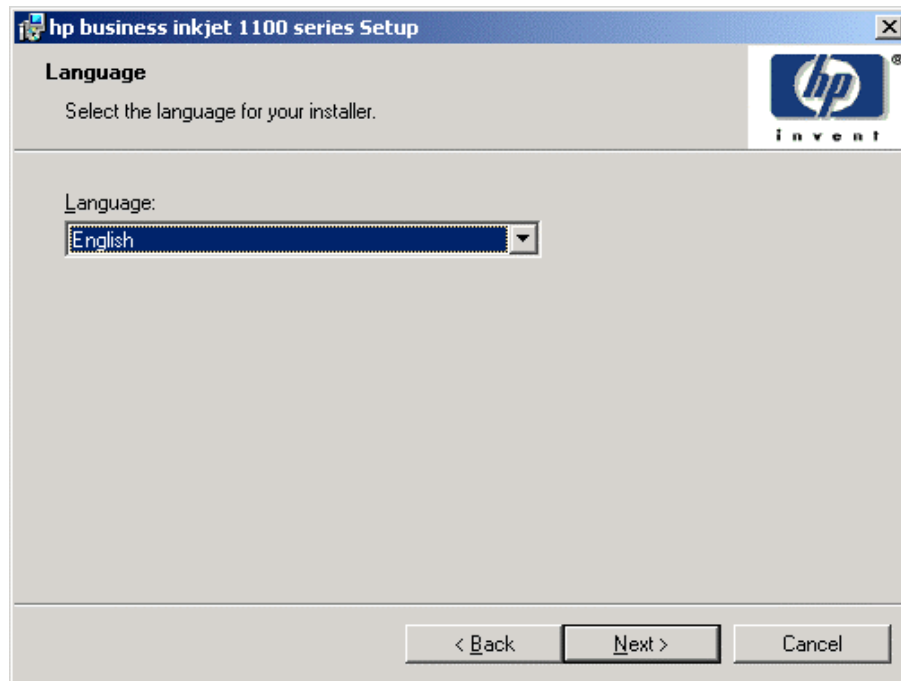 hp business inkjet 1100 series Setup
Language
Select the language for your installer.
hp
®
invent
Language:
English
< Back
Next >
Cancel